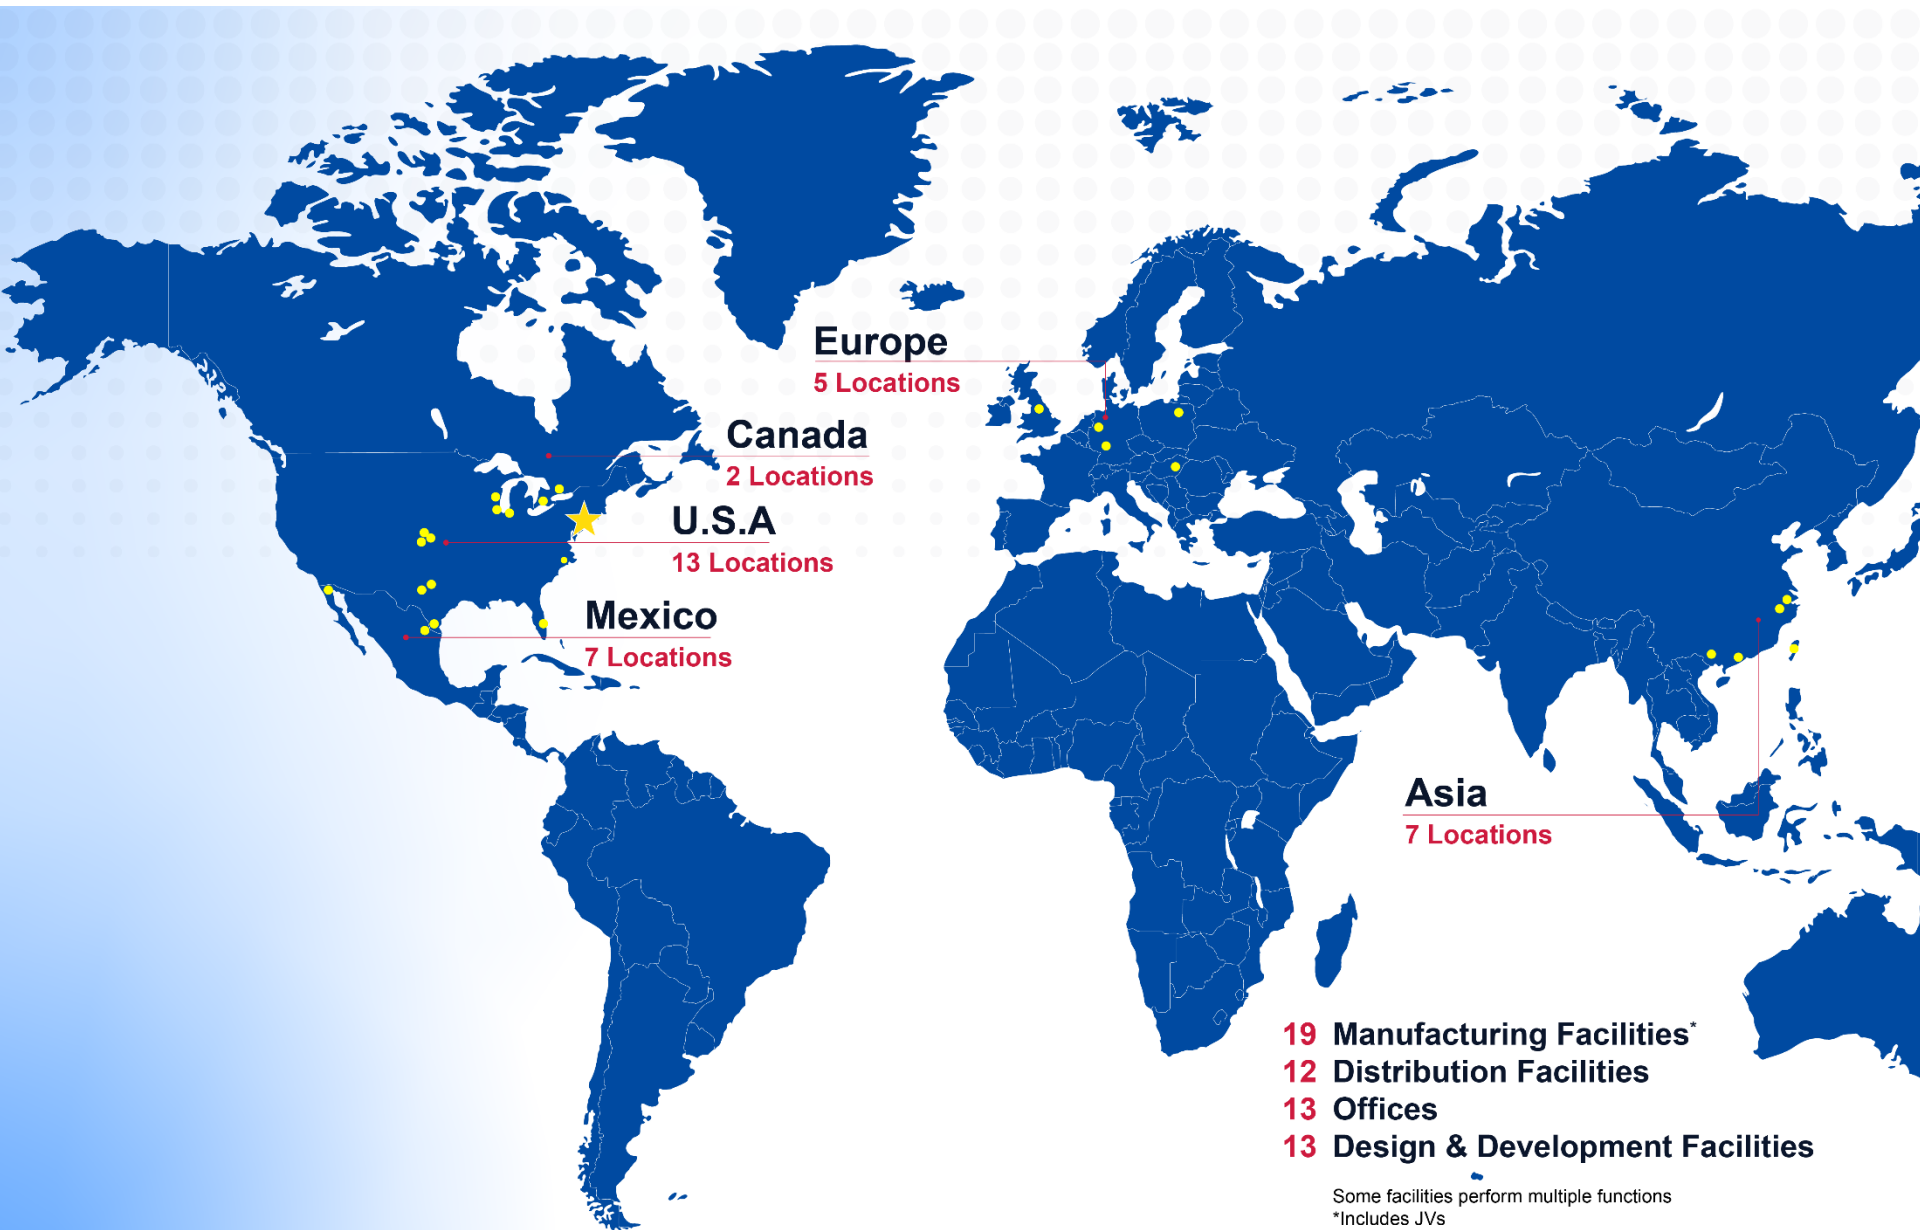 Europe
5 Locations
Canada
2 Locations
U.S.A
13 Locations
Mexico
7 Locations
Asia
7 Locations
19 Manufacturing Facilities*
12 Distribution Facilities
13 Offices
13 Design & Development Facilities
Some facilities perform multiple functions
*Includes JVs